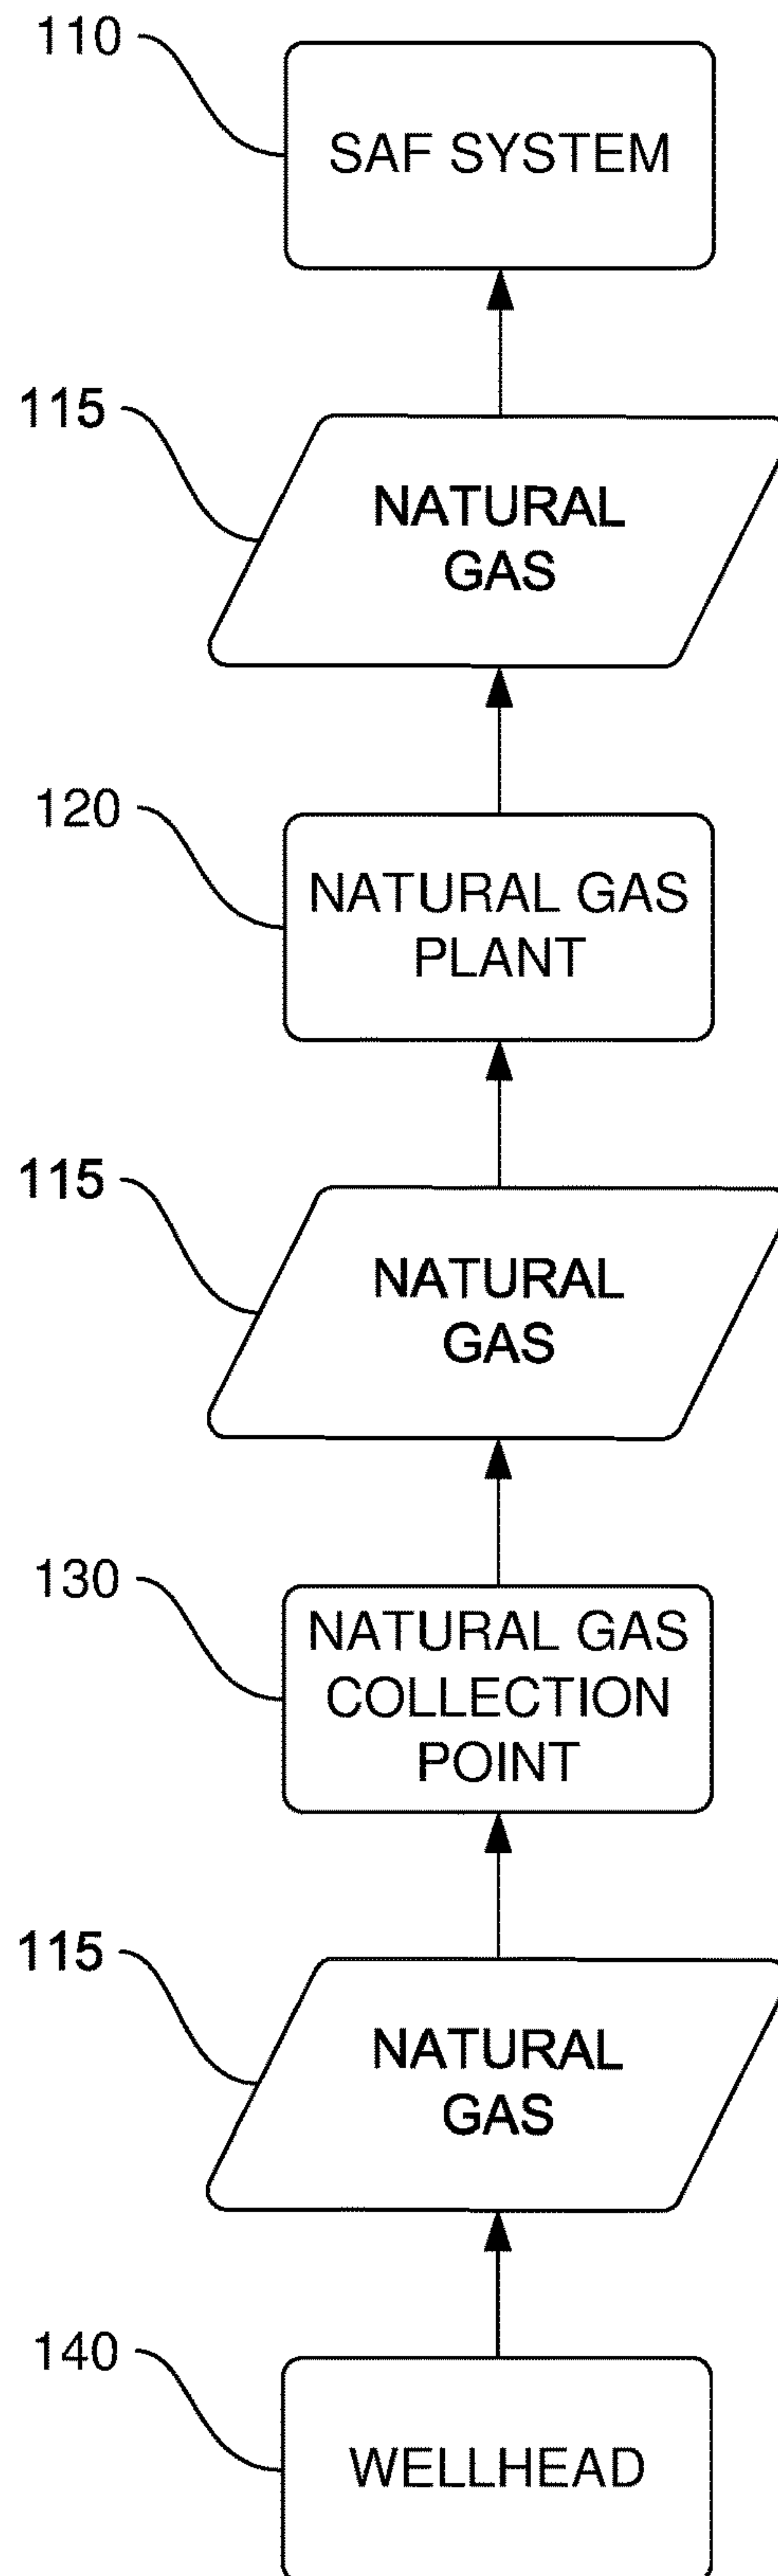 110
SAF SYSTEM
115
NATURAL
GAS
120
NATURAL GAS
PLANT
115
NATURAL
GAS
130
NATURAL GAS
COLLECTION
POINT
115
NATURAL
GAS
140
WELLHEAD